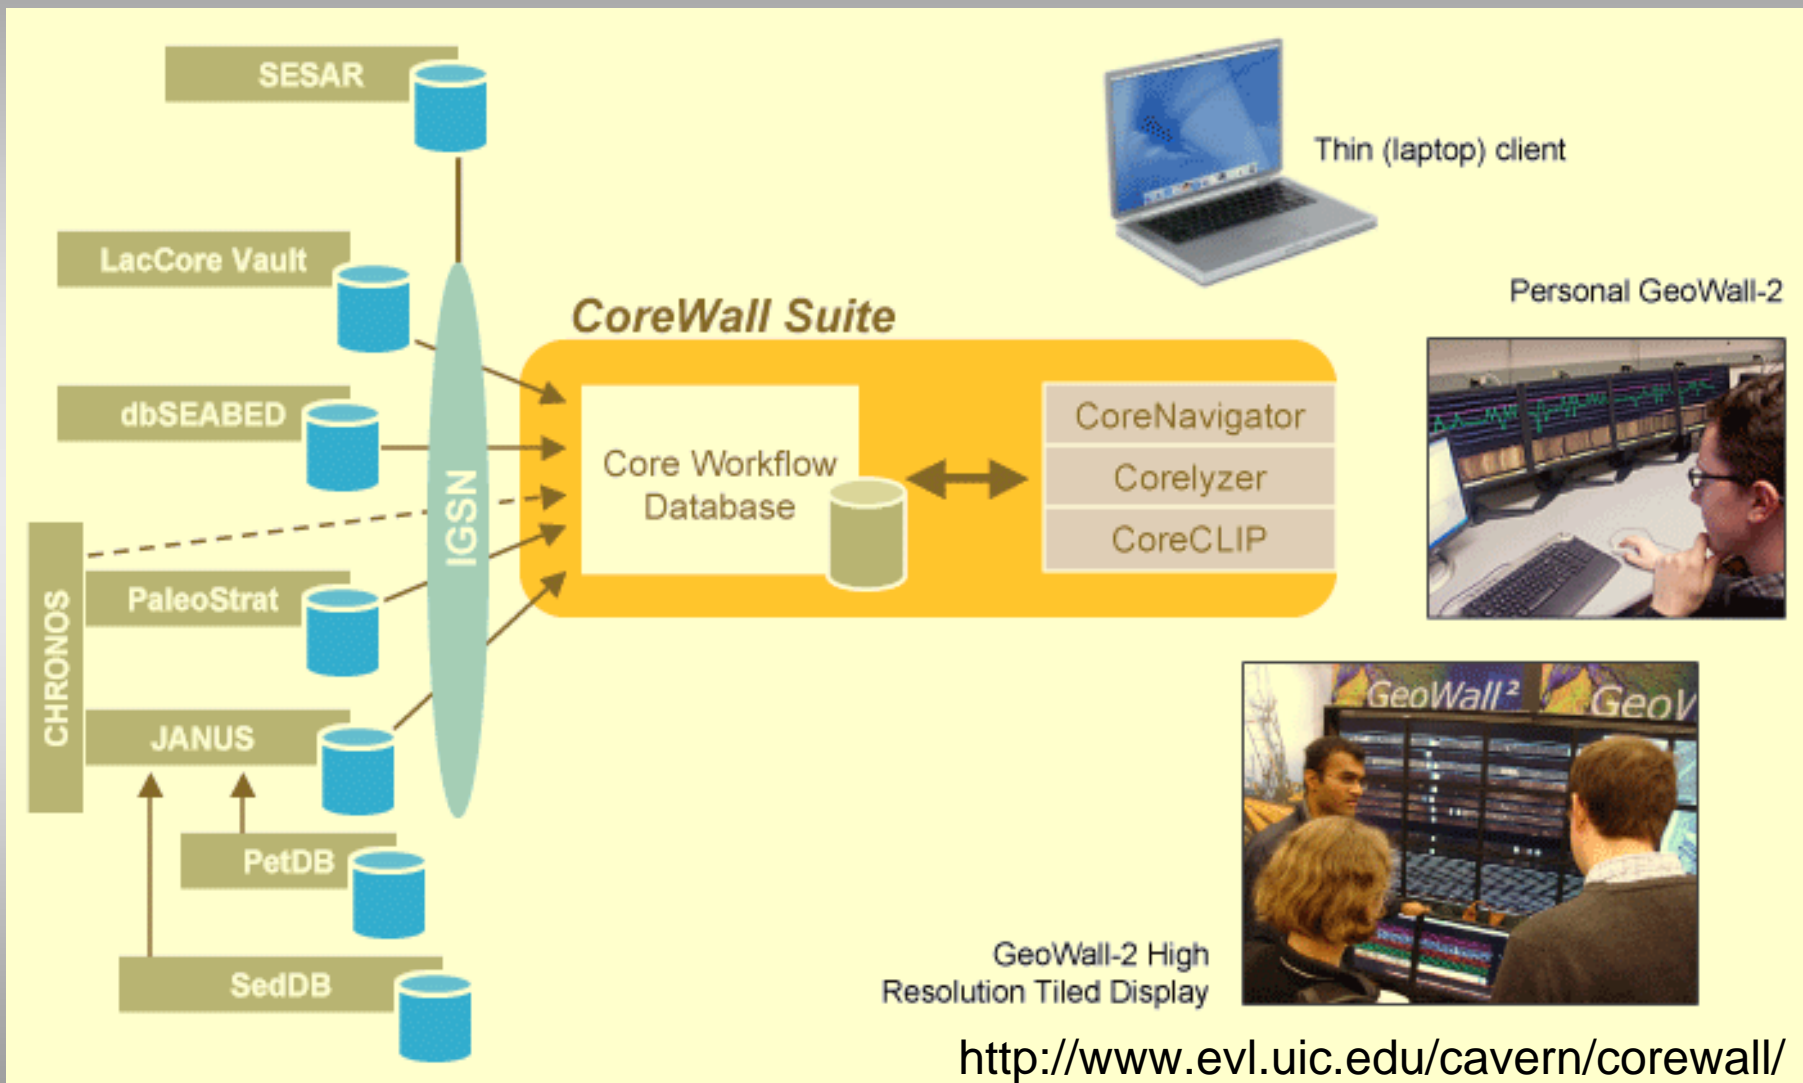 SESAR
LacCore Vault
dbSEABED
CHRONOS
PaleoStrat
JANUS
PetDB
SedDB
IGSN
CoreWall Suite
Core Workflow
Database
CoreNavigator
Corelyzer
CoreCLIP
Thin (laptop) client
Personal GeoWall-2
GeoWall²
GeoW
GeoWall-2 High
Resolution Tiled Display
http://www.evl.uic.edu/cavern/corewall/